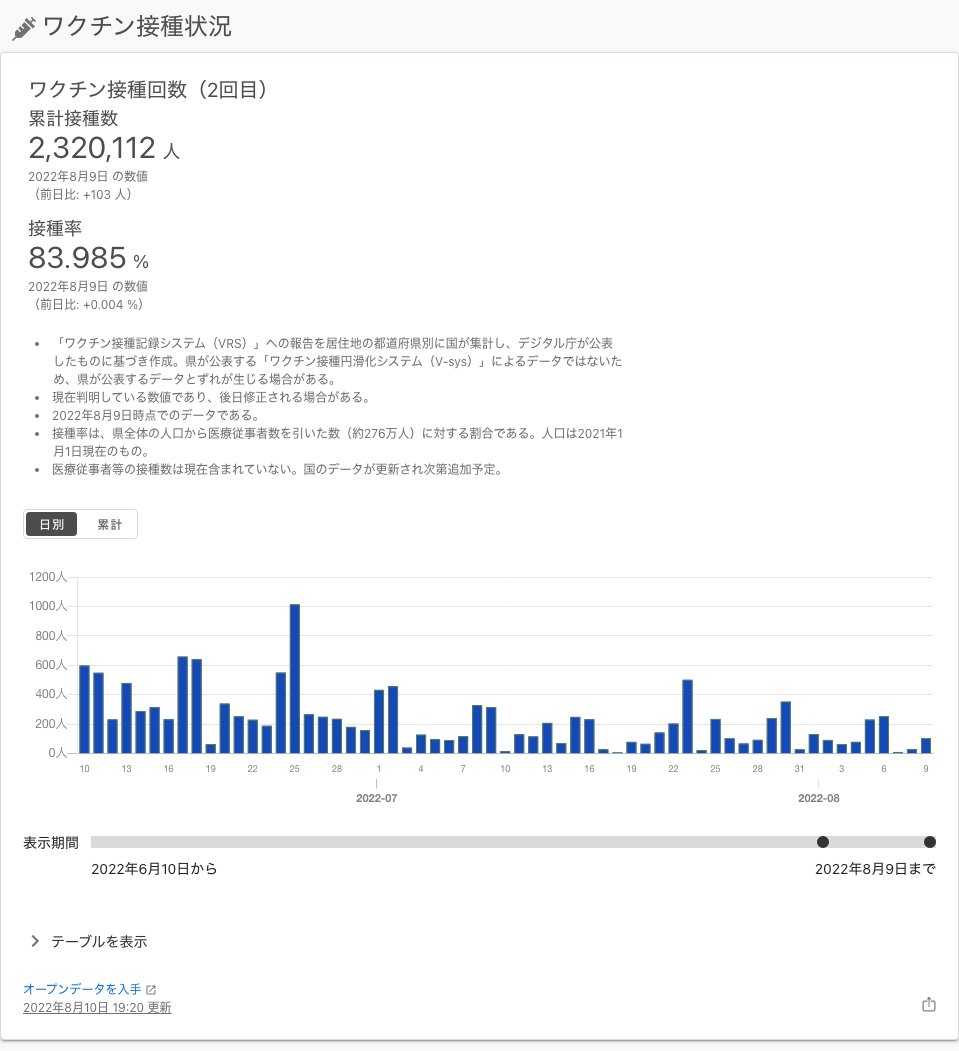 ワクチン接種状況
ワクチン接種回数（2回目）
累計接種数
2,320,112 人
2022年8月9日 の数値
（前日比: +103 人）
接種率
83.985 %
2022年8月9日 の数値
（前日比: +0.004 %）
• 「ワクチン接種記録システム（VRS）」への報告を居住地の都道府県別に国が集計し、デジタル庁が公表
したものに基づき作成。県が公表する「ワクチン接種円滑化システム（V-sys）」によるデータではないた
め、県が公表するデータとずれが生じる場合がある。
• 現在判明している数値であり、後日修正される場合がある。
• 2022年8月9日時点でのデータである。
• 接種率は、県全体の人口から医療従事者数を引いた数（約276万人）に対する割合である。人口は2021年1
月1日現在のもの。
• 医療従事者等の接種数は現在含まれていない。国のデータが更新され次第追加予定。
日別 累計
1200人
1000人
800人
600人
400人
200人
0人
10 13 16 19 22 25 28 1 4 7 10 13 16 19 22 25 28 31 3 6 9
2022-07 2022-08
表示期間
2022年6月10日から 2022年8月9日まで
テーブルを表示
オープンデータを入手
2022年8月10日 19:20 更新